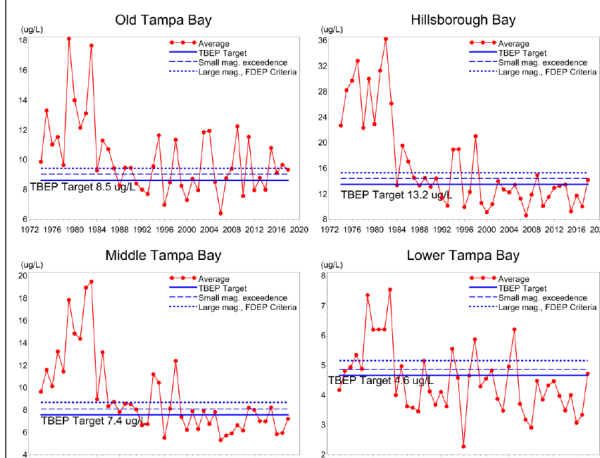 Old Tampa Bay
(ug/L)
18
16
14
12
10
8
6
Average
TBEP Target
Small mag. exceedence
Large mag., FDEP Criteria
TBEP Target 8.5 ug/L
1972 1976 1980 1984 1988 1992 1996 2000 2004 2008 2012 2016 2020
Hillsborough Bay
(ug/L)
36
32
28
24
20
16
12
8
Average
TBEP Target
Small mag. exceedence
Large mag., FDEP Criteria
TBEP Target 13.2 ug/L
1972 1976 1980 1984 1988 1992 1996 2000 2004 2008 2012 2016 2020
Middle Tampa Bay
(ug/L)
20
18
16
14
12
10
8
6
4
Average
TBEP Target
Small mag. exceedence
Large mag., FDEP Criteria
TBEP Target 7.4 ug/L
Lower Tampa Bay
(ug/L)
8
7
6
5
4
3
2
Average
TBEP Target
Small mag. exceedence
Large mag., FDEP Criteria
TBEP Target 4.6 ug/L